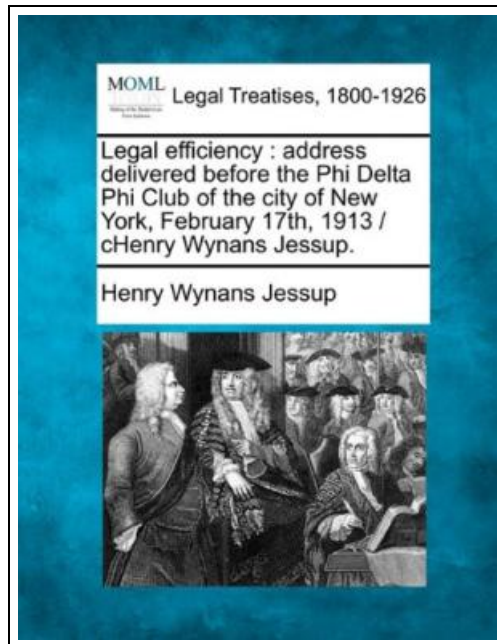 MOML
Legal Treatises, 1800-1926
Legal efficiency : address
delivered before the Phi Delta
Phi Club of the city of New
York, February 17th, 1913 /
cHenry Wynans Jessup.
Henry Wynans Jessup